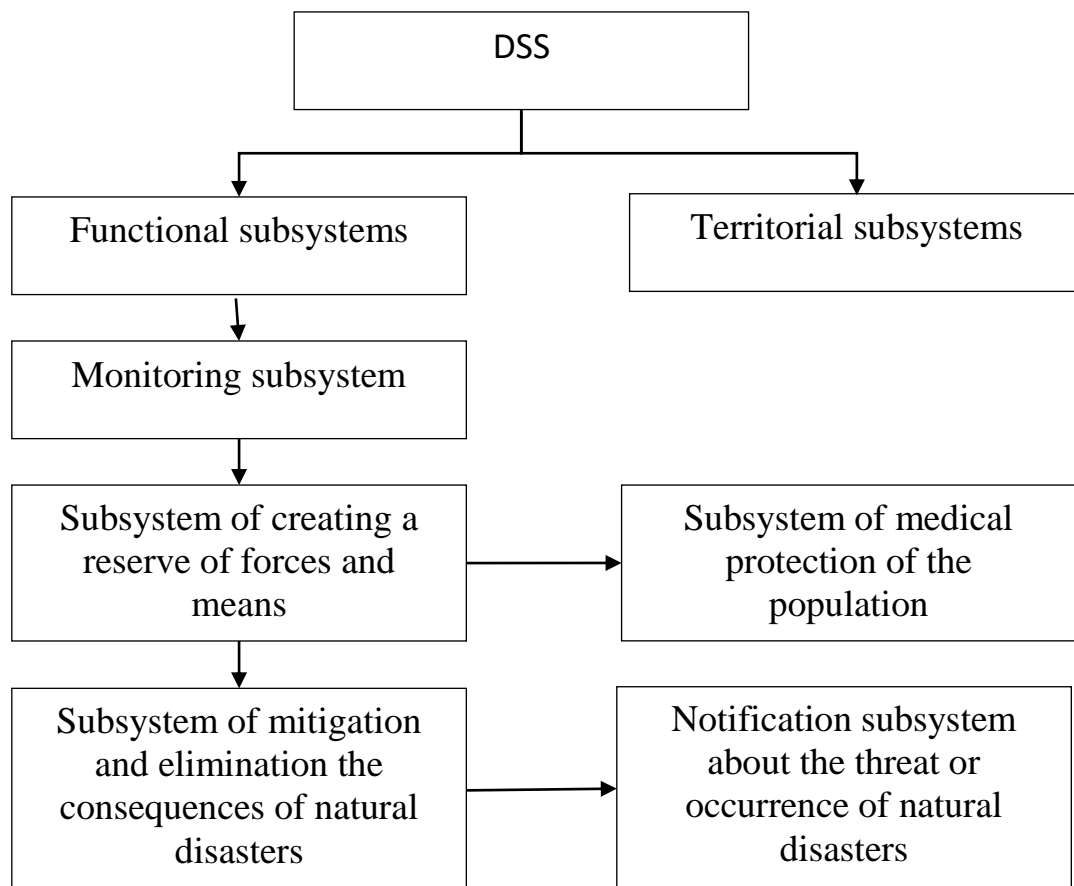 DSS
Functional subsystems
Territorial subsystems
Monitoring subsystem
Subsystem of creating a
reserve of forces and
means
Subsystem of medical
protection of the
population
Subsystem of mitigation
and elimination the
consequences of natural
disasters
Notification subsystem
about the threat or
occurrence of natural
disasters